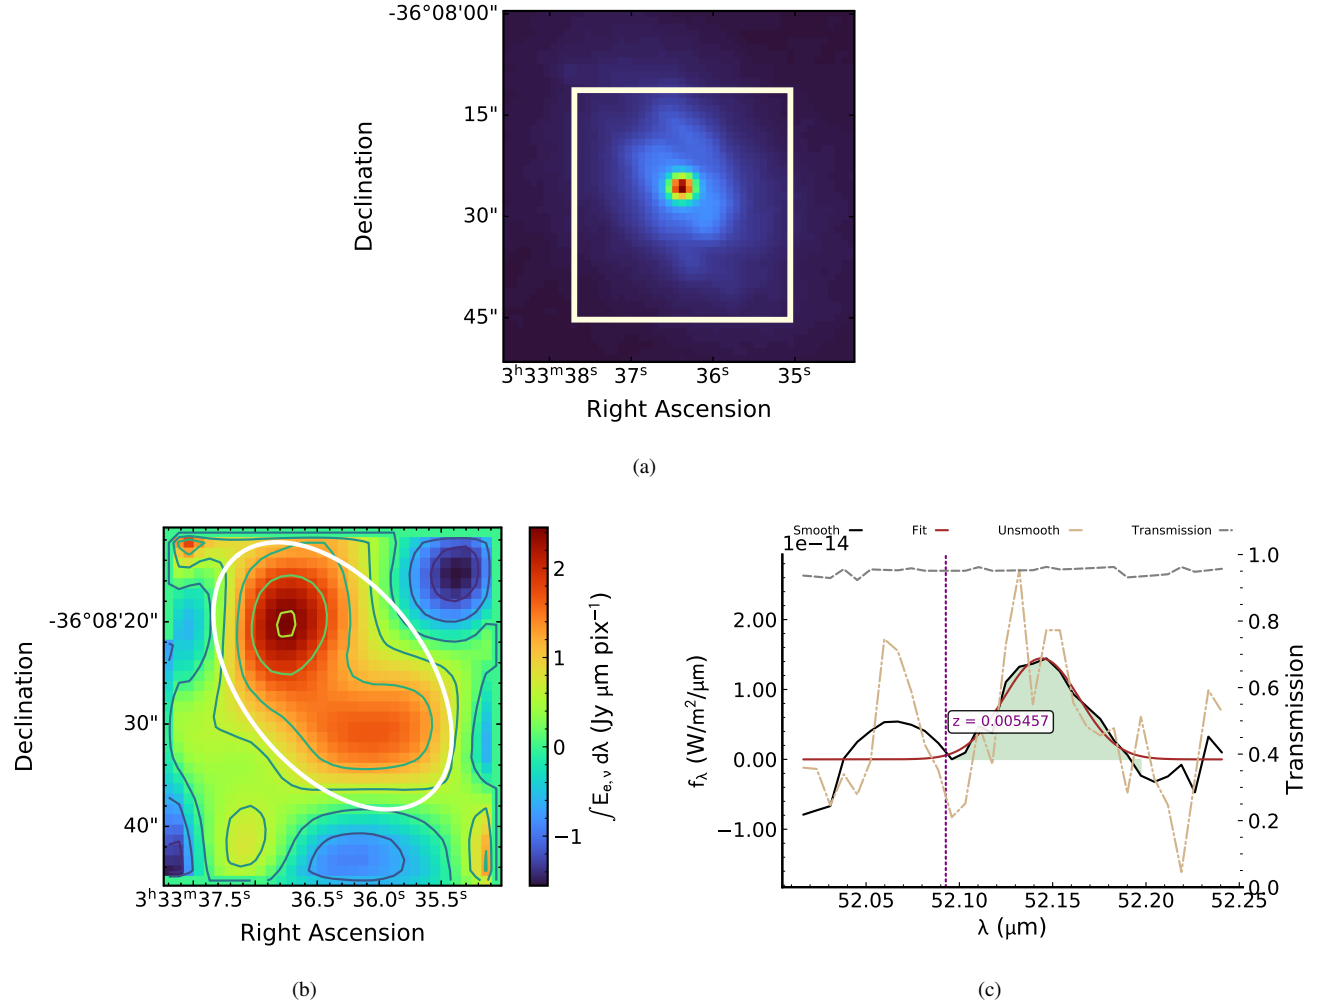 -36°08'00"
15"
30"
45"
Declination
3ʰ33ᵐ38ˢ 37ˢ 36ˢ 35ˢ
Right Ascension
(a)
-36°08'20"
30"
40"
Declination
3ʰ33ᵐ37.5ˢ 36.5ˢ 36.0ˢ 35.5ˢ
Right Ascension
2
1
0
−1
∫ E_{e,ν} dλ (Jy μm pix⁻¹)
(b)
Smooth Fit Unsmooth Transmission
1e−14
2.00
1.00
0.00
−1.00
f_λ (W/m²/μm)
z = 0.005457
1.0
0.8
0.6
0.4
0.2
0.0
Transmission
52.05 52.10 52.15 52.20 52.25
λ (μm)
(c)